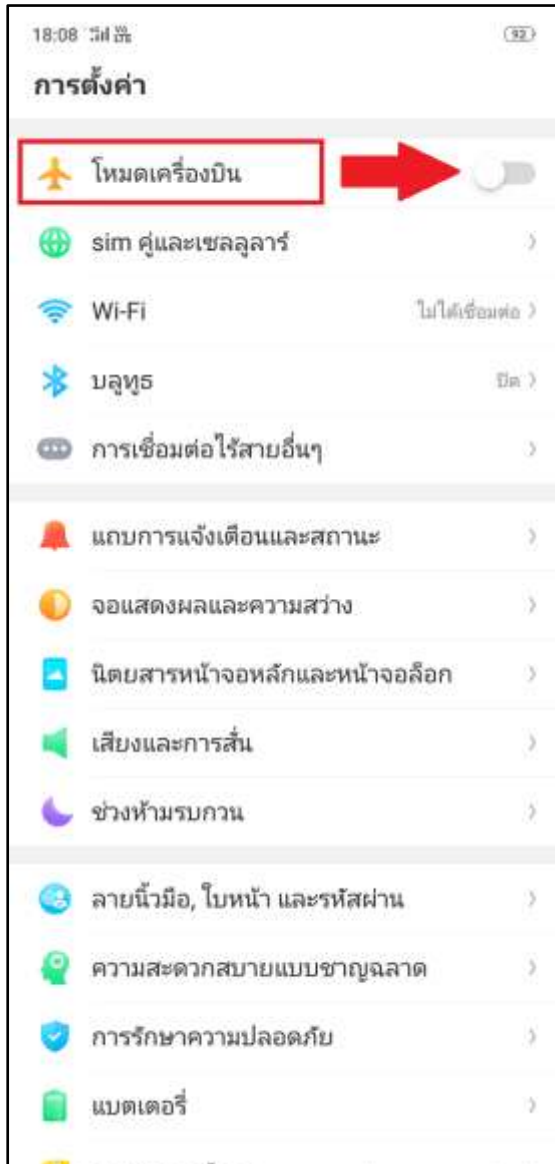 18:08
92
การตั้งค่า
โหมดเครื่องบิน
sim คู่และเซลลูลาร์
Wi-Fi
ไม่ได้เชื่อมต่อ
บลูทูธ
ปิด
การเชื่อมต่อไร้สายอื่นๆ
แถบการแจ้งเตือนและสถานะ
จอแสดงผลและความสว่าง
นิตยสารหน้าจอหลักและหน้าจอล็อก
เสียงและการสั่น
ช่วงห้ามรบกวน
ลายนิ้วมือ, ใบหน้า และรหัสผ่าน
ความสะดวกสบายแบบชาญฉลาด
การรักษาความปลอดภัย
แบตเตอรี่